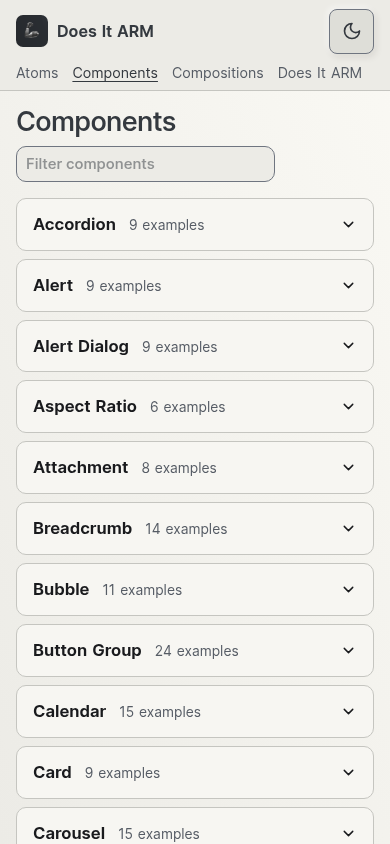 Does It ARM
Atoms Components Compositions Does It ARM
Components
Filter components
Accordion 9 examples
Alert 9 examples
Alert Dialog 9 examples
Aspect Ratio 6 examples
Attachment 8 examples
Breadcrumb 14 examples
Bubble 11 examples
Button Group 24 examples
Calendar 15 examples
Card 9 examples
Carousel 15 examples